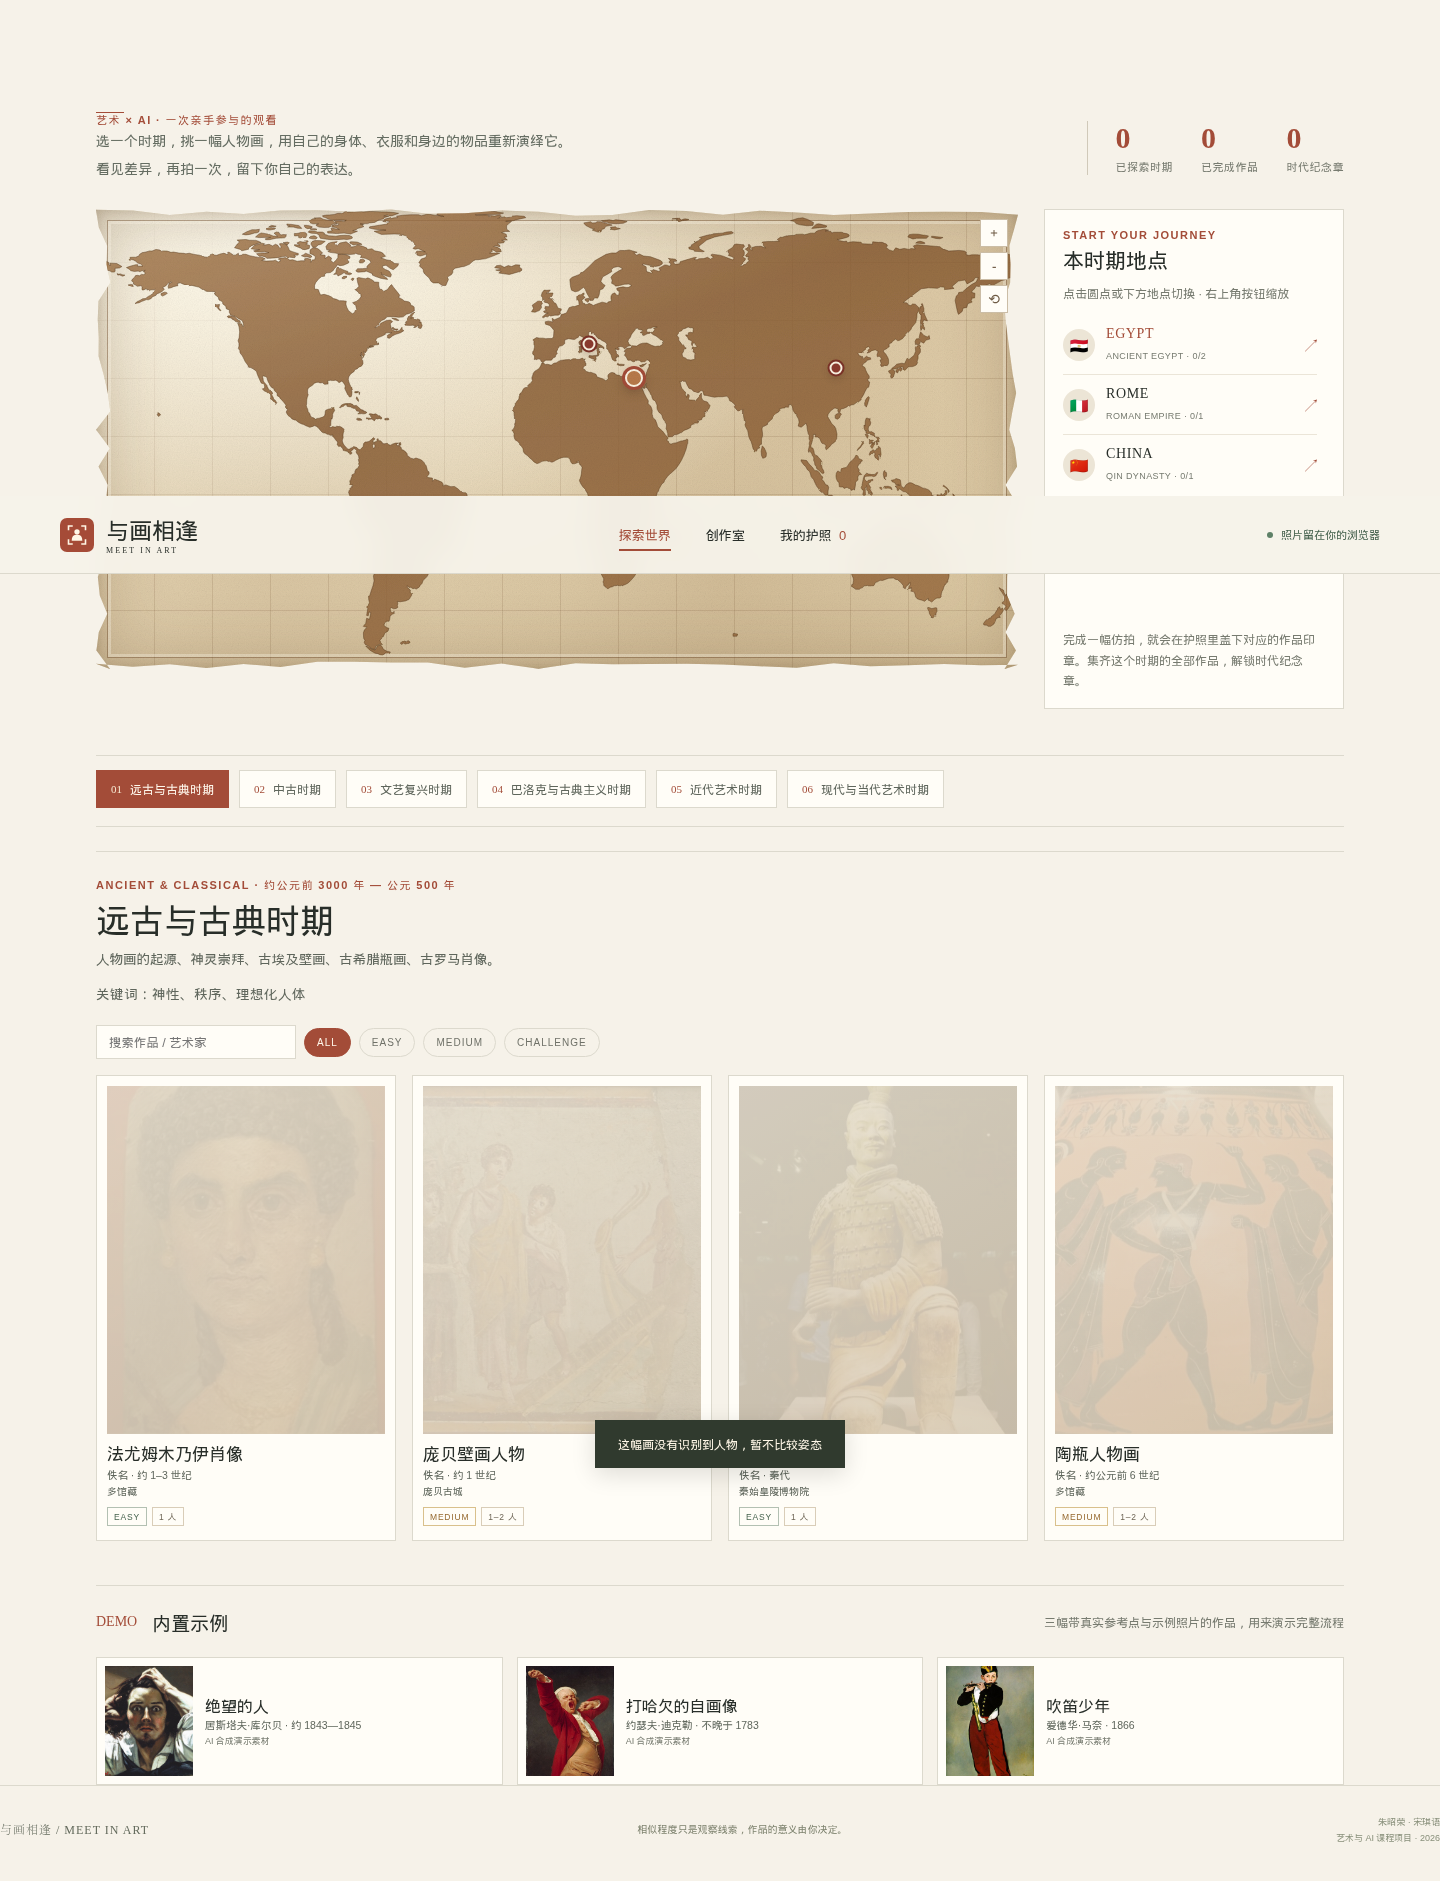 艺术 × AI · 一次亲手参与的观看
选一个时期，挑一幅人物画，用自己的身体、衣服和身边的物品重新演绎它。
看见差异，再拍一次，留下你自己的表达。
0
已探索时期
0
已完成作品
0
时代纪念章
+
-
⟲
START YOUR JOURNEY
本时期地点
点击圆点或下方地点切换 · 右上角按钮缩放
EGYPT
ANCIENT EGYPT · 0/2
ROME
ROMAN EMPIRE · 0/1
CHINA
QIN DYNASTY · 0/1
与画相逢
MEET IN ART
探索世界
创作室
我的护照 0
照片留在你的浏览器
完成一幅仿拍，就会在护照里盖下对应的作品印
章。集齐这个时期的全部作品，解锁时代纪念
章。
01 远古与古典时期
02 中古时期
03 文艺复兴时期
04 巴洛克与古典主义时期
05 近代艺术时期
06 现代与当代艺术时期
ANCIENT & CLASSICAL · 约公元前 3000 年 — 公元 500 年
远古与古典时期
人物画的起源、神灵崇拜、古埃及壁画、古希腊瓶画、古罗马肖像。
关键词：神性、秩序、理想化人体
搜索作品 / 艺术家
ALL
EASY
MEDIUM
CHALLENGE
法尤姆木乃伊肖像
佚名 · 约 1–3 世纪
多馆藏
EASY
1 人
庞贝壁画人物
佚名 · 约 1 世纪
庞贝古城
MEDIUM
1–2 人
这幅画没有识别到人物，暂不比较姿态
佚名 · 秦代
秦始皇陵博物院
EASY
1 人
陶瓶人物画
佚名 · 约公元前 6 世纪
多馆藏
MEDIUM
1–2 人
DEMO 内置示例
三幅带真实参考点与示例照片的作品，用来演示完整流程
绝望的人
居斯塔夫·库尔贝 · 约 1843—1845
AI 合成演示素材
打哈欠的自画像
约瑟夫·迪克勒 · 不晚于 1783
AI 合成演示素材
吹笛少年
爱德华·马奈 · 1866
AI 合成演示素材
与画相逢 / MEET IN ART
相似程度只是观察线索，作品的意义由你决定。
朱昭荣 · 宋琪语
艺术与 AI 课程项目 · 2026